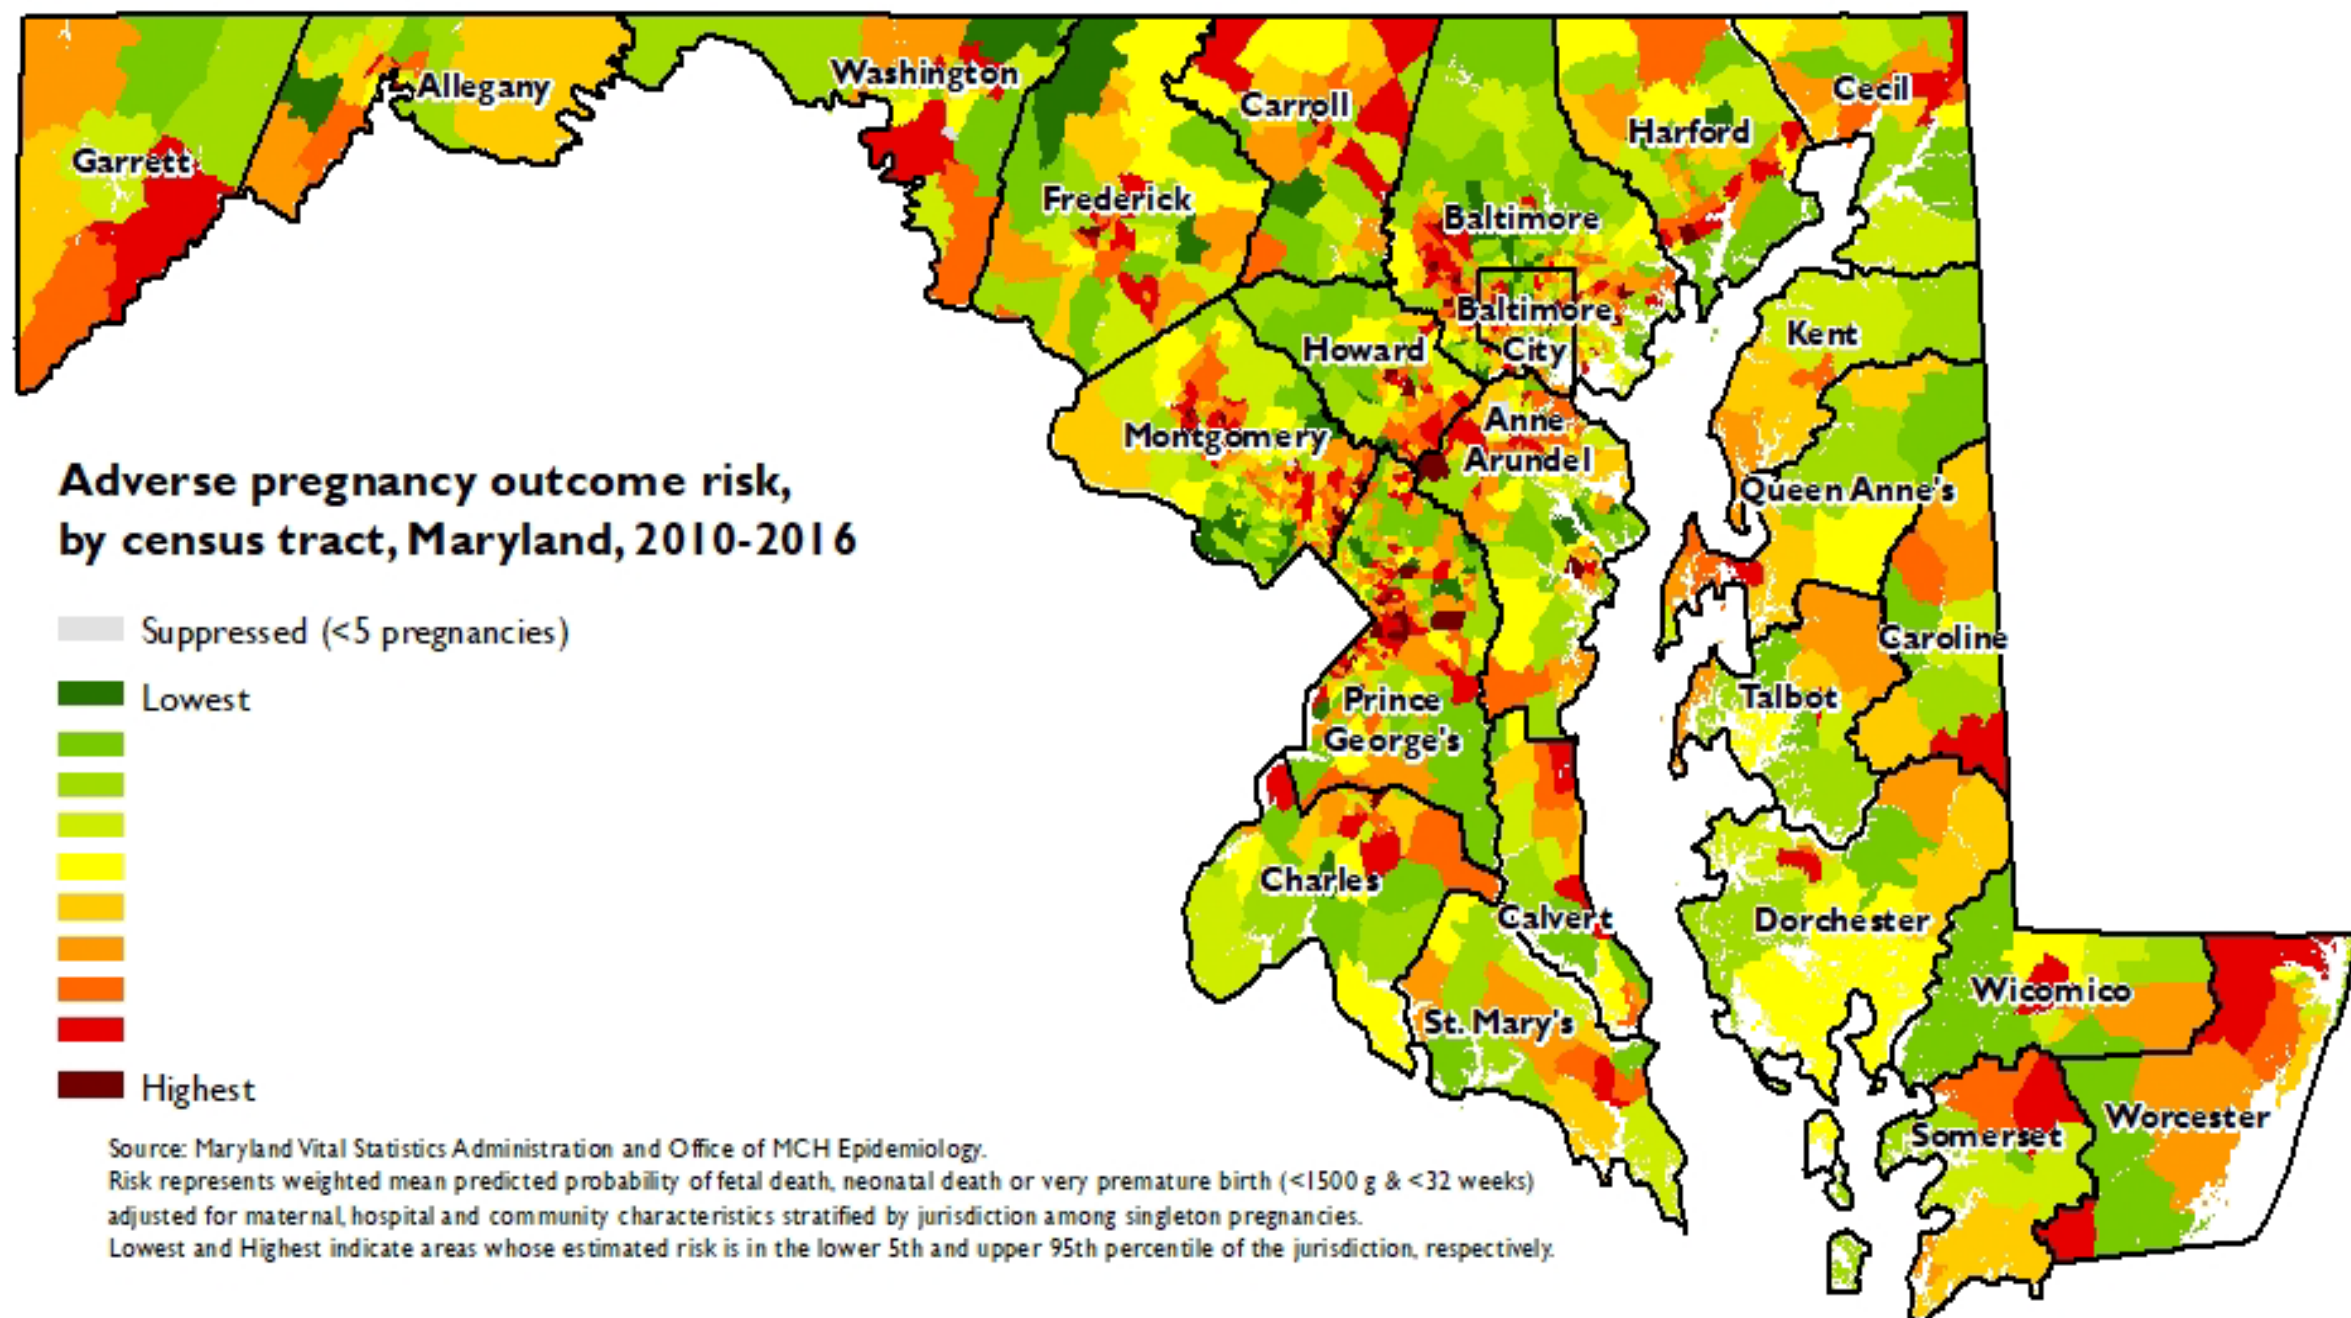 Washington
Allegany
Cecil
Carroll
Harford
Garrett
Frederick
Baltimore
Baltimore
City
Kent
Howard
Anne
Arundel
Montgomery
Adverse pregnancy outcome risk,
by census tract, Maryland, 2010-2016
Queen Anne's
Suppressed (<5 pregnancies)
Caroline
Lowest
Talbot
Prince
George's
Charles
Calvert
Dorchester
Wicomico
St. Mary's
Highest
Worcester
Somerset
Source: Maryland Vital Statistics Administration and Office of MCH Epidemiology.
Risk represents weighted mean predicted probability of fetal death, neonatal death or very premature birth (<1500 g & <32 weeks)
adjusted for maternal, hospital and community characteristics stratified by jurisdiction among singleton pregnancies.
Lowest and Highest indicate areas whose estimated risk is in the lower 5th and upper 95th percentile of the jurisdiction, respectively.